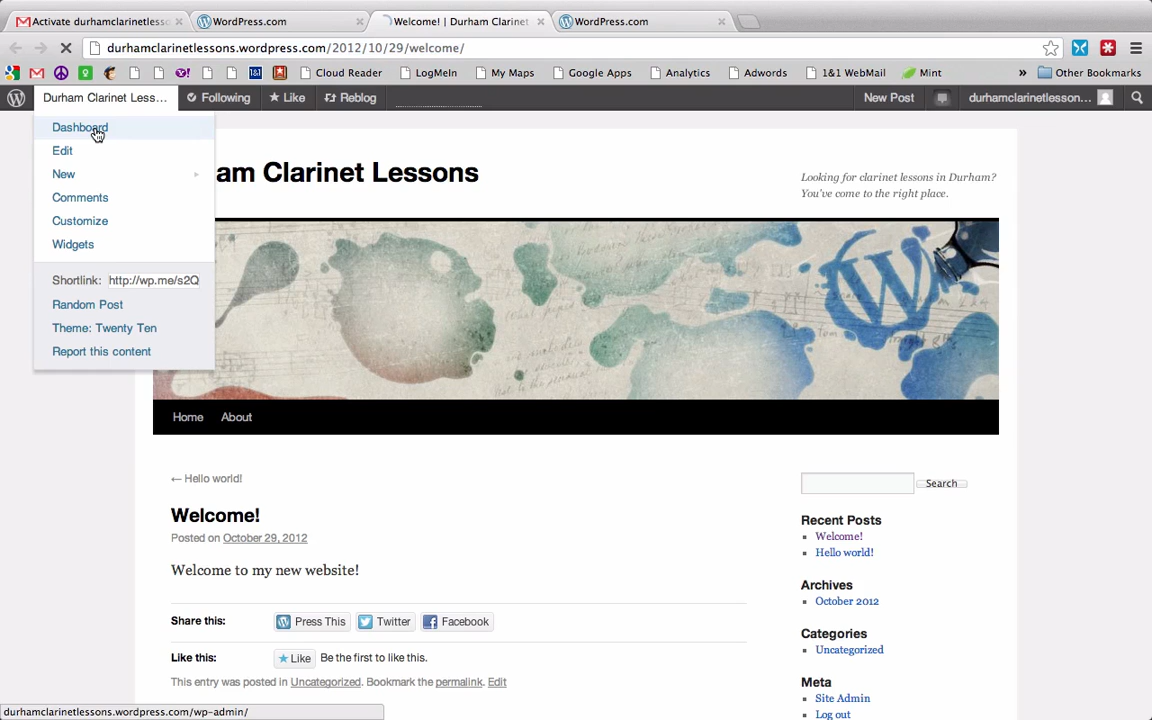 Activate durhamclarinetless
WordPress.com
Welcome! | Durham Clarinet
WordPress.com
durhamclarinetlessons.wordpress.com/2012/10/29/welcome/
Cloud Reader
LogMeIn
My Maps
Google Apps
Analytics
Adwords
1&1 WebMail
Mint
»
Other Bookmarks
Durham Clarinet Less...
Following
Like
Reblog
New Post
durhamclarinetlesson...
Dashboard
Edit
New
Comments
Customize
Widgets
Shortlink: http://wp.me/s2Q
Random Post
Theme: Twenty Ten
Report this content
am Clarinet Lessons
Looking for clarinet lessons in Durham?
You've come to the right place.
Home About
← Hello world!
Welcome!
Posted on October 29, 2012
Welcome to my new website!
Share this: Press This Twitter Facebook
Like this: Like Be the first to like this.
This entry was posted in Uncategorized. Bookmark the permalink. Edit
Search
Recent Posts
Welcome!
Hello world!
Archives
October 2012
Categories
Uncategorized
Meta
Site Admin
Log out
durhamclarinetlessons.wordpress.com/wp-admin/